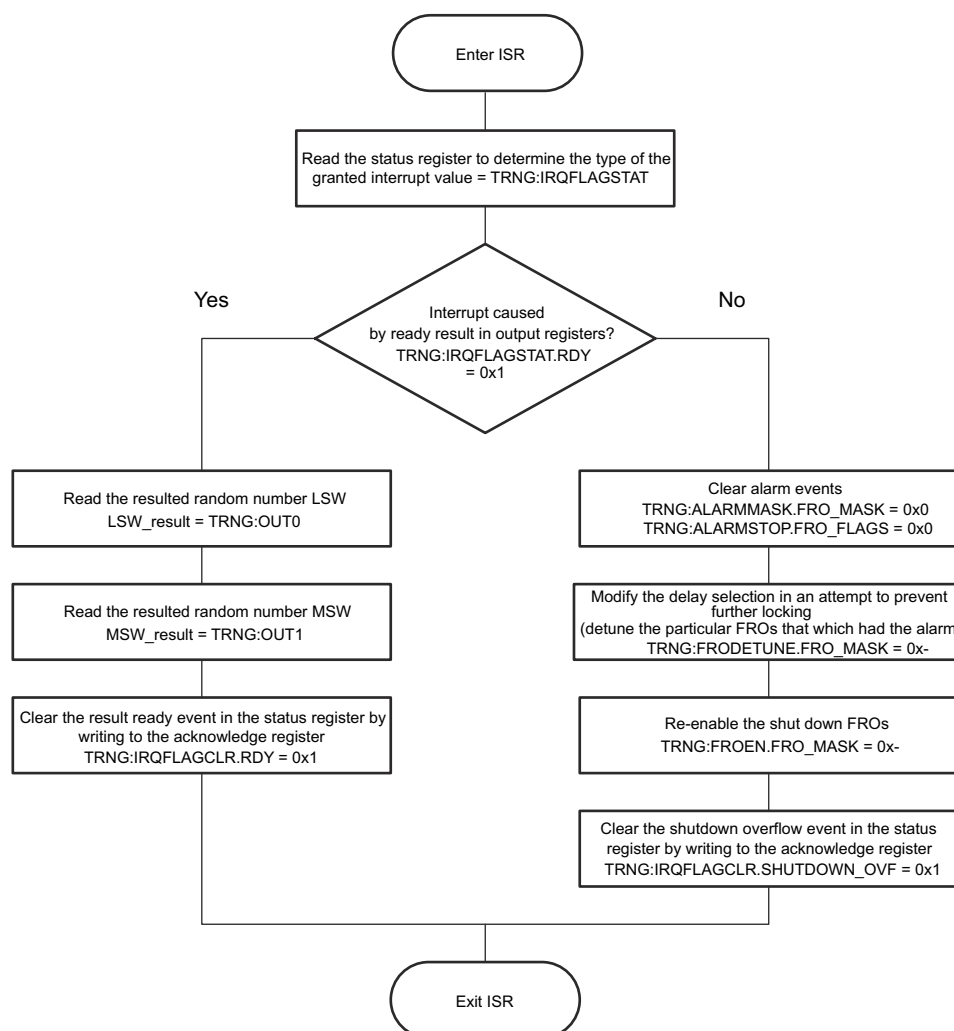 Enter ISR
Read the status register to determine the type of the
granted interrupt value = TRNG:IRQFLAGSTAT
Yes
No
Interrupt caused
by ready result in output registers?
TRNG:IRQFLAGSTAT.RDY
= 0x1
Read the resulted random number LSW
LSW_result = TRNG:OUT0
Read the resulted random number MSW
MSW_result = TRNG:OUT1
Clear the result ready event in the status register by
writing to the acknowledge register
TRNG:IRQFLAGCLR.RDY = 0x1
Clear alarm events
TRNG:ALARMMASK.FRO_MASK = 0x0
TRNG:ALARMSTOP.FRO_FLAGS = 0x0
Modify the delay selection in an attempt to prevent
further locking
(detune the particular FROs that which had the alarm
TRNG:FRODETUNE.FRO_MASK = 0x-
Re-enable the shut down FROs
TRNG:FROEN.FRO_MASK = 0x-
Clear the shutdown overflow event in the status
register by writing to the acknowledge register
TRNG:IRQFLAGCLR.SHUTDOWN_OVF = 0x1
Exit ISR